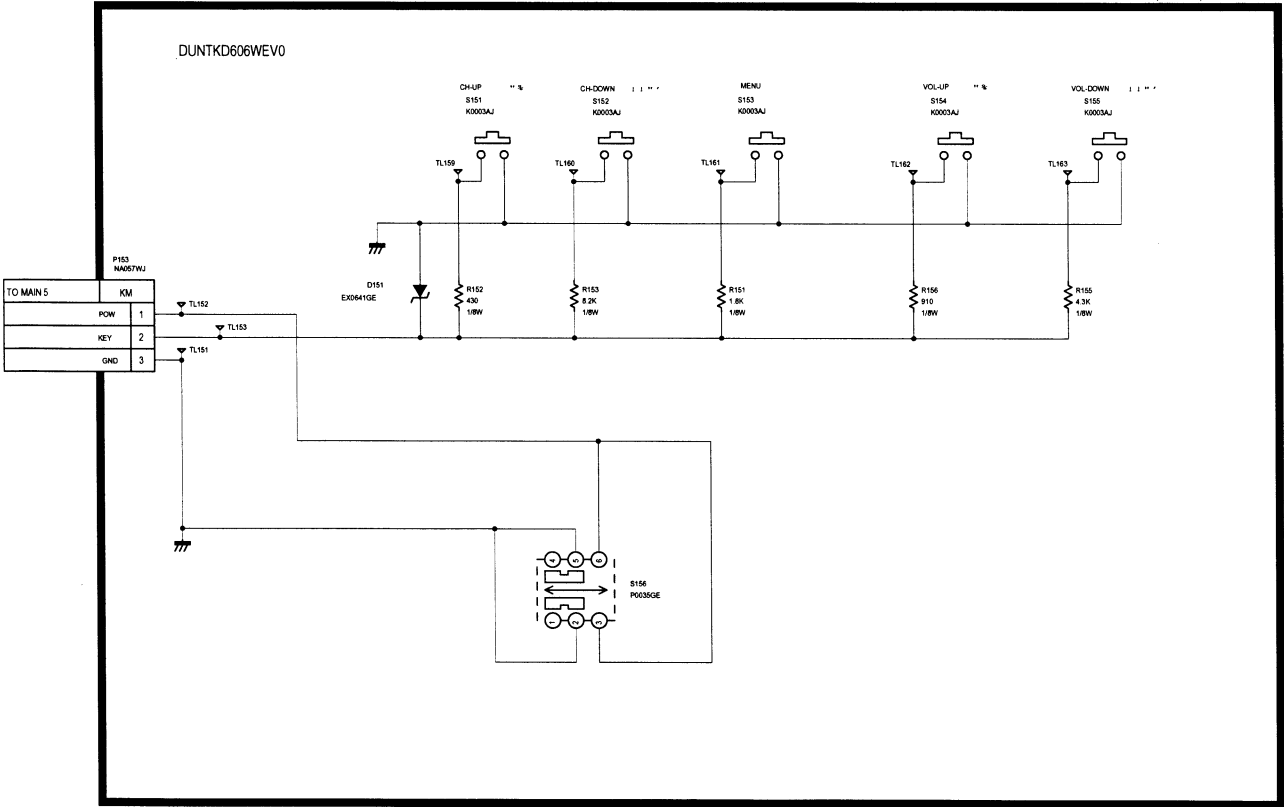 DUNTKD606WEV0
CH-UP
S151
K0003AJ
CH-DOWN
S152
K0003AJ
MENU
S153
K0003AJ
VOL-UP
S154
K0003AJ
VOL-DOWN
S155
K0003AJ
TL159
TL160
TL161
TL162
TL163
P153
NA057WJ
TO MAIN 5
KM
POW 1
KEY 2
GND 3
TL152
TL153
TL151
D151
EX0641GE
R152
430
1/8W
R153
8.2K
1/8W
R151
1.8K
1/8W
R156
910
1/8W
R155
4.3K
1/8W
4 5 6
S156
P0035GE
1 2 3